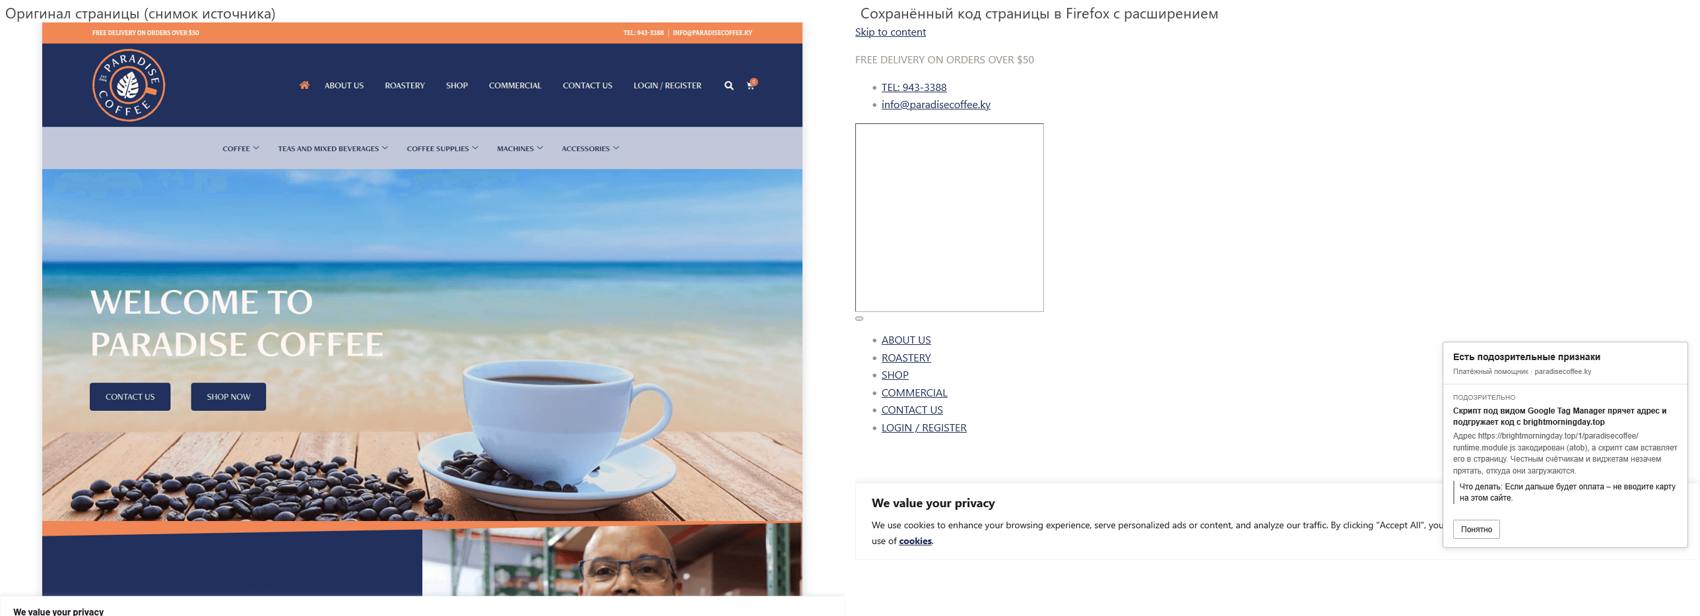 Оригинал страницы (снимок источника)
FREE DELIVERY ON ORDERS OVER $50
TEL: 943-3388 | INFO@PARADISECOFFEE.KY
PARADISE COFFEE
ABOUT US
ROASTERY
SHOP
COMMERCIAL
CONTACT US
LOGIN / REGISTER
COFFEE
TEAS AND MIXED BEVERAGES
COFFEE SUPPLIES
MACHINES
ACCESSORIES
WELCOME TO
PARADISE COFFEE
CONTACT US
SHOP NOW
We value your privacy
Сохранённый код страницы в Firefox с расширением
Skip to content
FREE DELIVERY ON ORDERS OVER $50
TEL: 943-3388
info@paradisecoffee.ky
ABOUT US
ROASTERY
SHOP
COMMERCIAL
CONTACT US
LOGIN / REGISTER
We value your privacy
We use cookies to enhance your browsing experience, serve personalized ads or content, and analyze our traffic. By clicking "Accept All", you
use of cookies.
Есть подозрительные признаки
Платёжный помощник · paradisecoffee.ky
ПОДОЗРИТЕЛЬНО
Скрипт под видом Google Tag Manager прячет адрес и
подгружает код с brightmorningday.top
Адрес https://brightmorningday.top/1/paradisecoffee/
runtime.module.js закодирован (atob), а скрипт сам вставляет
его в страницу. Честным счётчикам и виджетам незачем
прятать, откуда они загружаются.
Что делать: Если дальше будет оплата – не вводите карту
на этом сайте.
Понятно